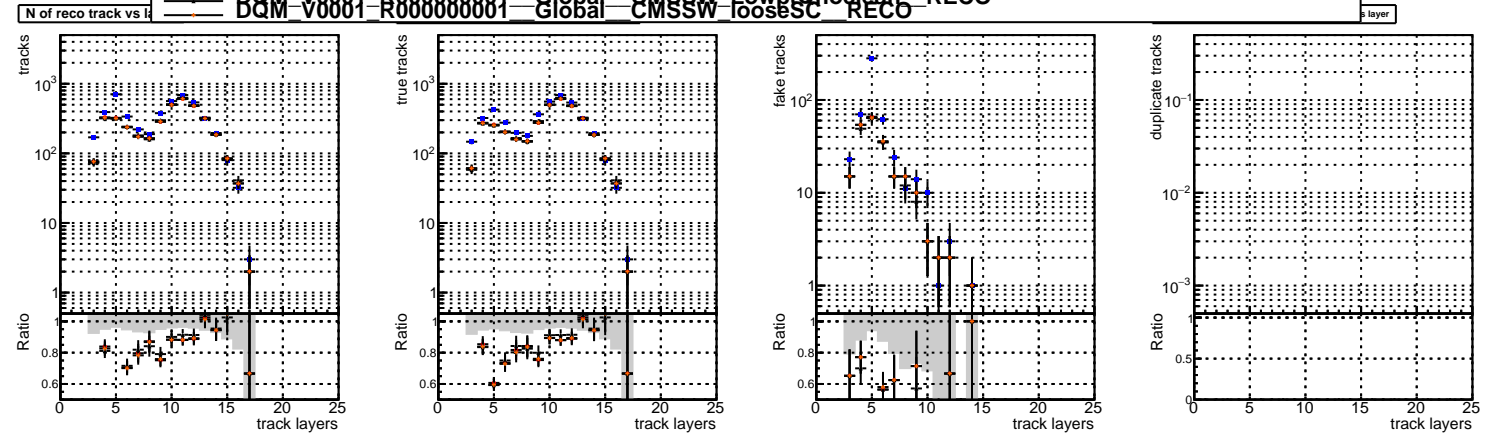 DQM_V0001_R000000001__Global__CMSSW_looseSC__RECO
N of reco track vs la
s layer
tracks
10³
10²
10
1
Ratio
1
0.8
0.6
0 5 10 15 20 25
track layers
true tracks
10³
10²
10
1
Ratio
1
0.8
0.6
0 5 10 15 20 25
track layers
fake tracks
10²
10
1
Ratio
1
0.8
0.6
0 5 10 15 20 25
track layers
duplicate tracks
10⁻¹
10⁻²
10⁻³
Ratio
1
0.5
0
0 5 10 15 20 25
track layers